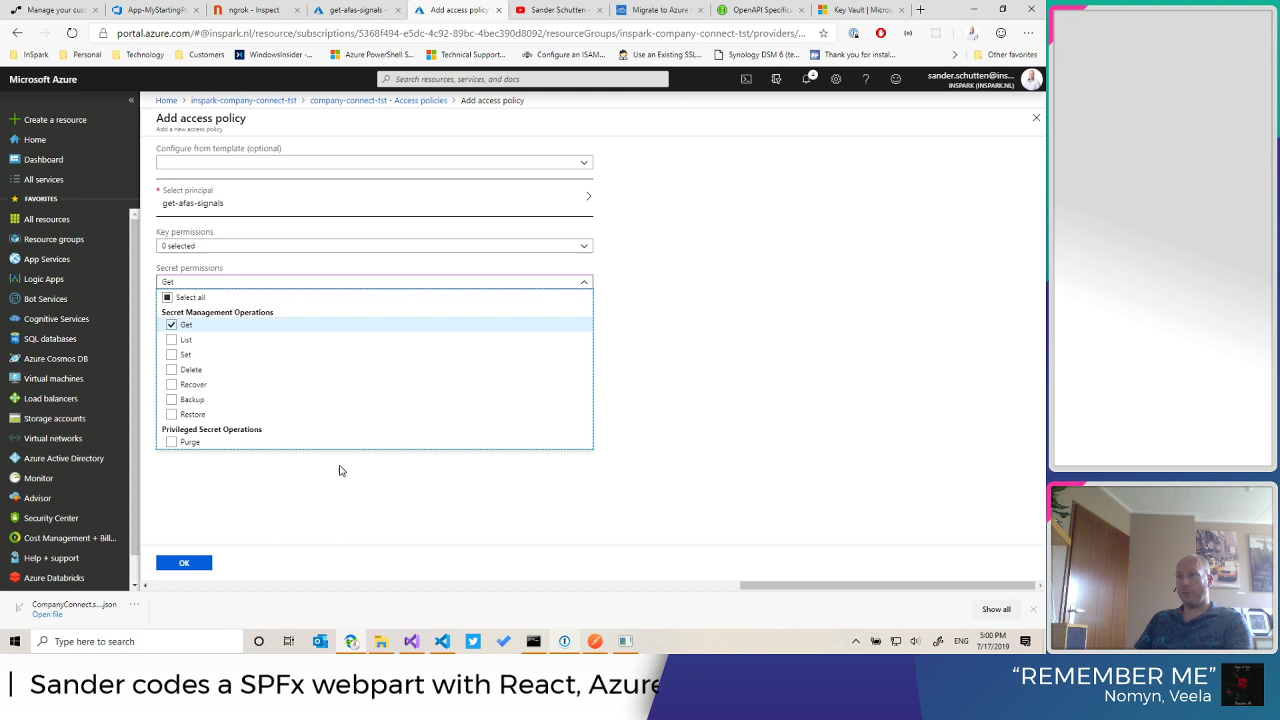 Manage your custo
App-MyStartingP
ngrok - Inspect
get-afas-signals -
Add access policy
Sander Schutten -
Migrate to Azure
OpenAPI Specifica
Key Vault | Micros
portal.azure.com/#@inspark.nl/resource/subscriptions/5368f494-e5dc-4c92-89bc-4bec390d8092/resourceGroups/inspark-company-connect-tst/providers/...
InSpark
Training
Technology
Customers
InSpark Technology
Azure Resources
Technical Support
Configure an ISAM...
Use an Existing SSL...
Synology DSM 6 (te...
Thank you
Other favorites
Microsoft Azure
Search resources, services, and docs
4
sander.schutten@ins...
INSPARK (INSPARK.NL)
Create a resource
Home
Dashboard
All services
FAVORITES
All resources
Resource groups
App Services
Logic Apps
Bot Services
Cognitive Services
SQL databases
Azure Cosmos DB
Virtual machines
Load balancers
Storage accounts
Virtual networks
Azure Active Directory
Monitor
Advisor
Security Center
Cost Management + Bill...
Help + support
Azure Databricks
Home > inspark-company-connect-tst > company-connect-tst - Access policies > Add access policy
Add access policy
Add a new access policy
Configure from template (optional)
* Select principal
get-afas-signals
Key permissions
0 selected
Secret permissions
Get
Select all
Secret Management Operations
Get
List
Set
Delete
Recover
Backup
Restore
Privileged Secret Operations
Purge
OK
CompanyConnect.s....json
Open file
Show all
Type here to search
ENG
5:00 PM
7/17/2019
| Sander codes a SPFx webpart with React, Azure
"REMEMBER ME"
Nomyn, Veela